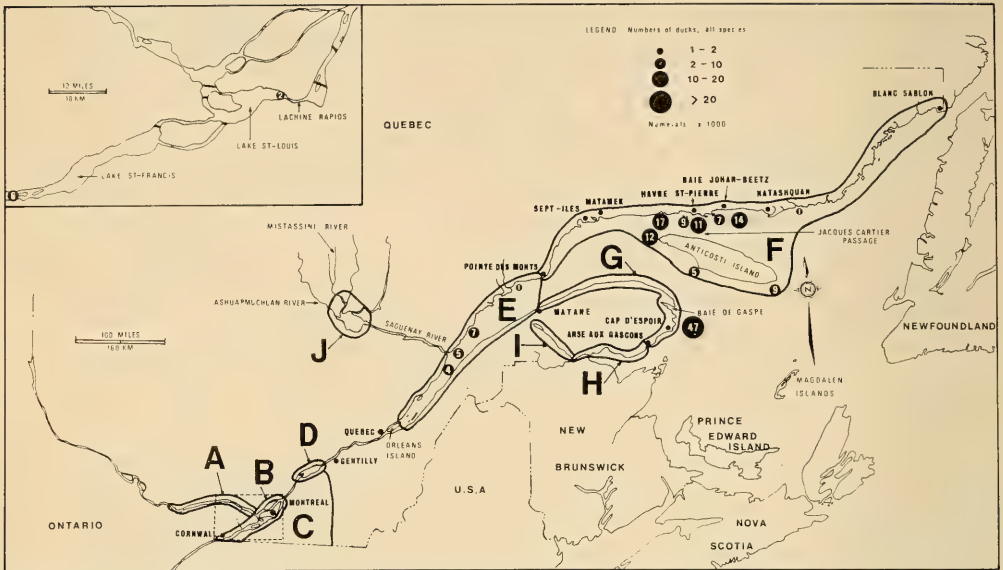 LEGEND Numbers of ducks, all species
1 - 2
2 - 10
10 - 20
> 20
Numerals x 1000
12 MILES
18 KM
2
LACHINE RAPIDS
LAKE ST-LOUIS
LAKE ST-FRANCIS
QUEBEC
BLANC SABLON
BAIE JOHAN-BEETZ
HAVRE ST-PIERRE
NATASHQUAN
MATAMEK
SEPT-ILES
17
9
11
7
14
JACQUES CARTIER
PASSAGE
12
ANTICOSTI ISLAND
F
5
9
MISTASSINI RIVER
POINTE DES MONTS
G
ASHUAPMUCHUAN RIVER
E
MATANE
BAIE DE GASPE
N
NEWFOUNDLAND
SAGUENAY RIVER
7
CAP D'ESPOIR
47
100 MILES
160 KM
J
5
ANSE AUX GASCONS
I
4
H
MAGDALEN
ISLANDS
QUEBEC
ORLEANS
ISLAND
NEW
BRUNSWICK
PRINCE
EDWARD ISLAND
D
GENTILLY
A
B
U.S.A
MONTREAL
C
ONTARIO
CORNWALL
NOVA
SCOTIA